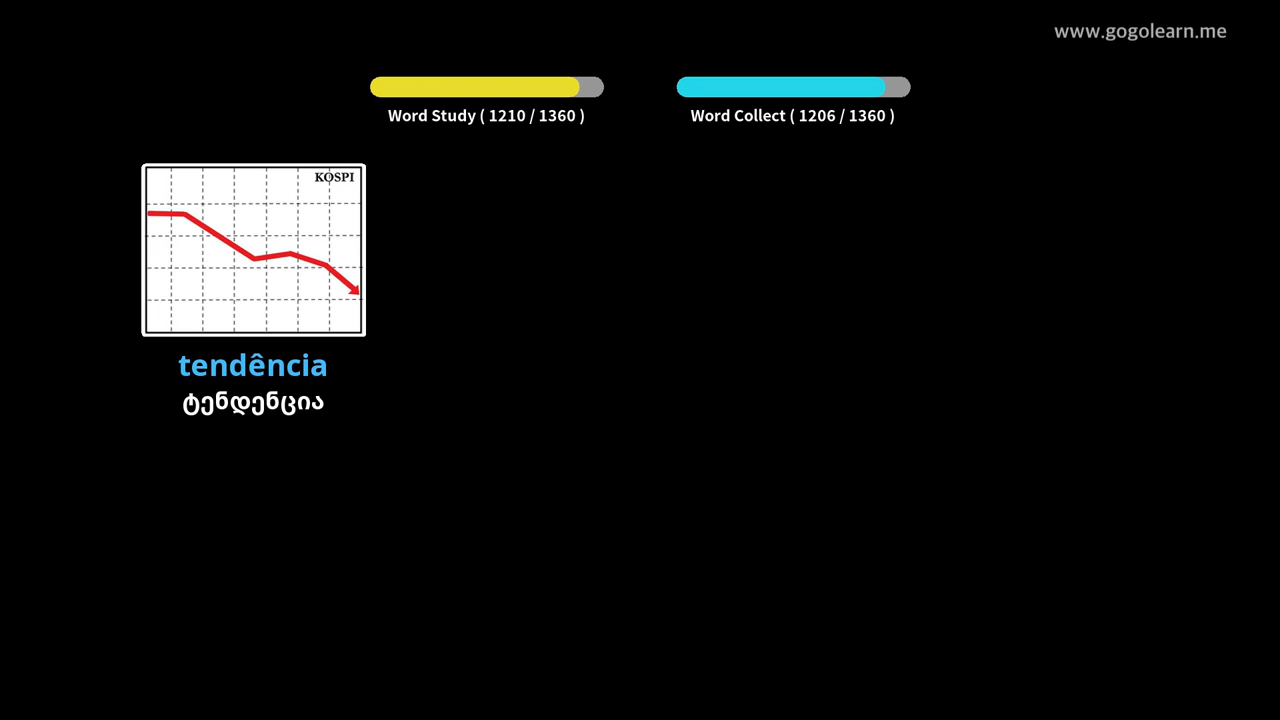 www.gogolearn.me
Word Study ( 1210 / 1360 )
Word Collect ( 1206 / 1360 )
KOSPI
tendência
ტენდენცია